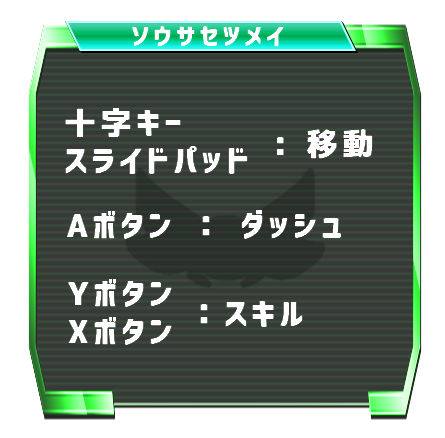 ソウサセツメイ
十字キー
スライドパッド : 移動
Aボタン : ダッシュ
Yボタン
Xボタン : スキル